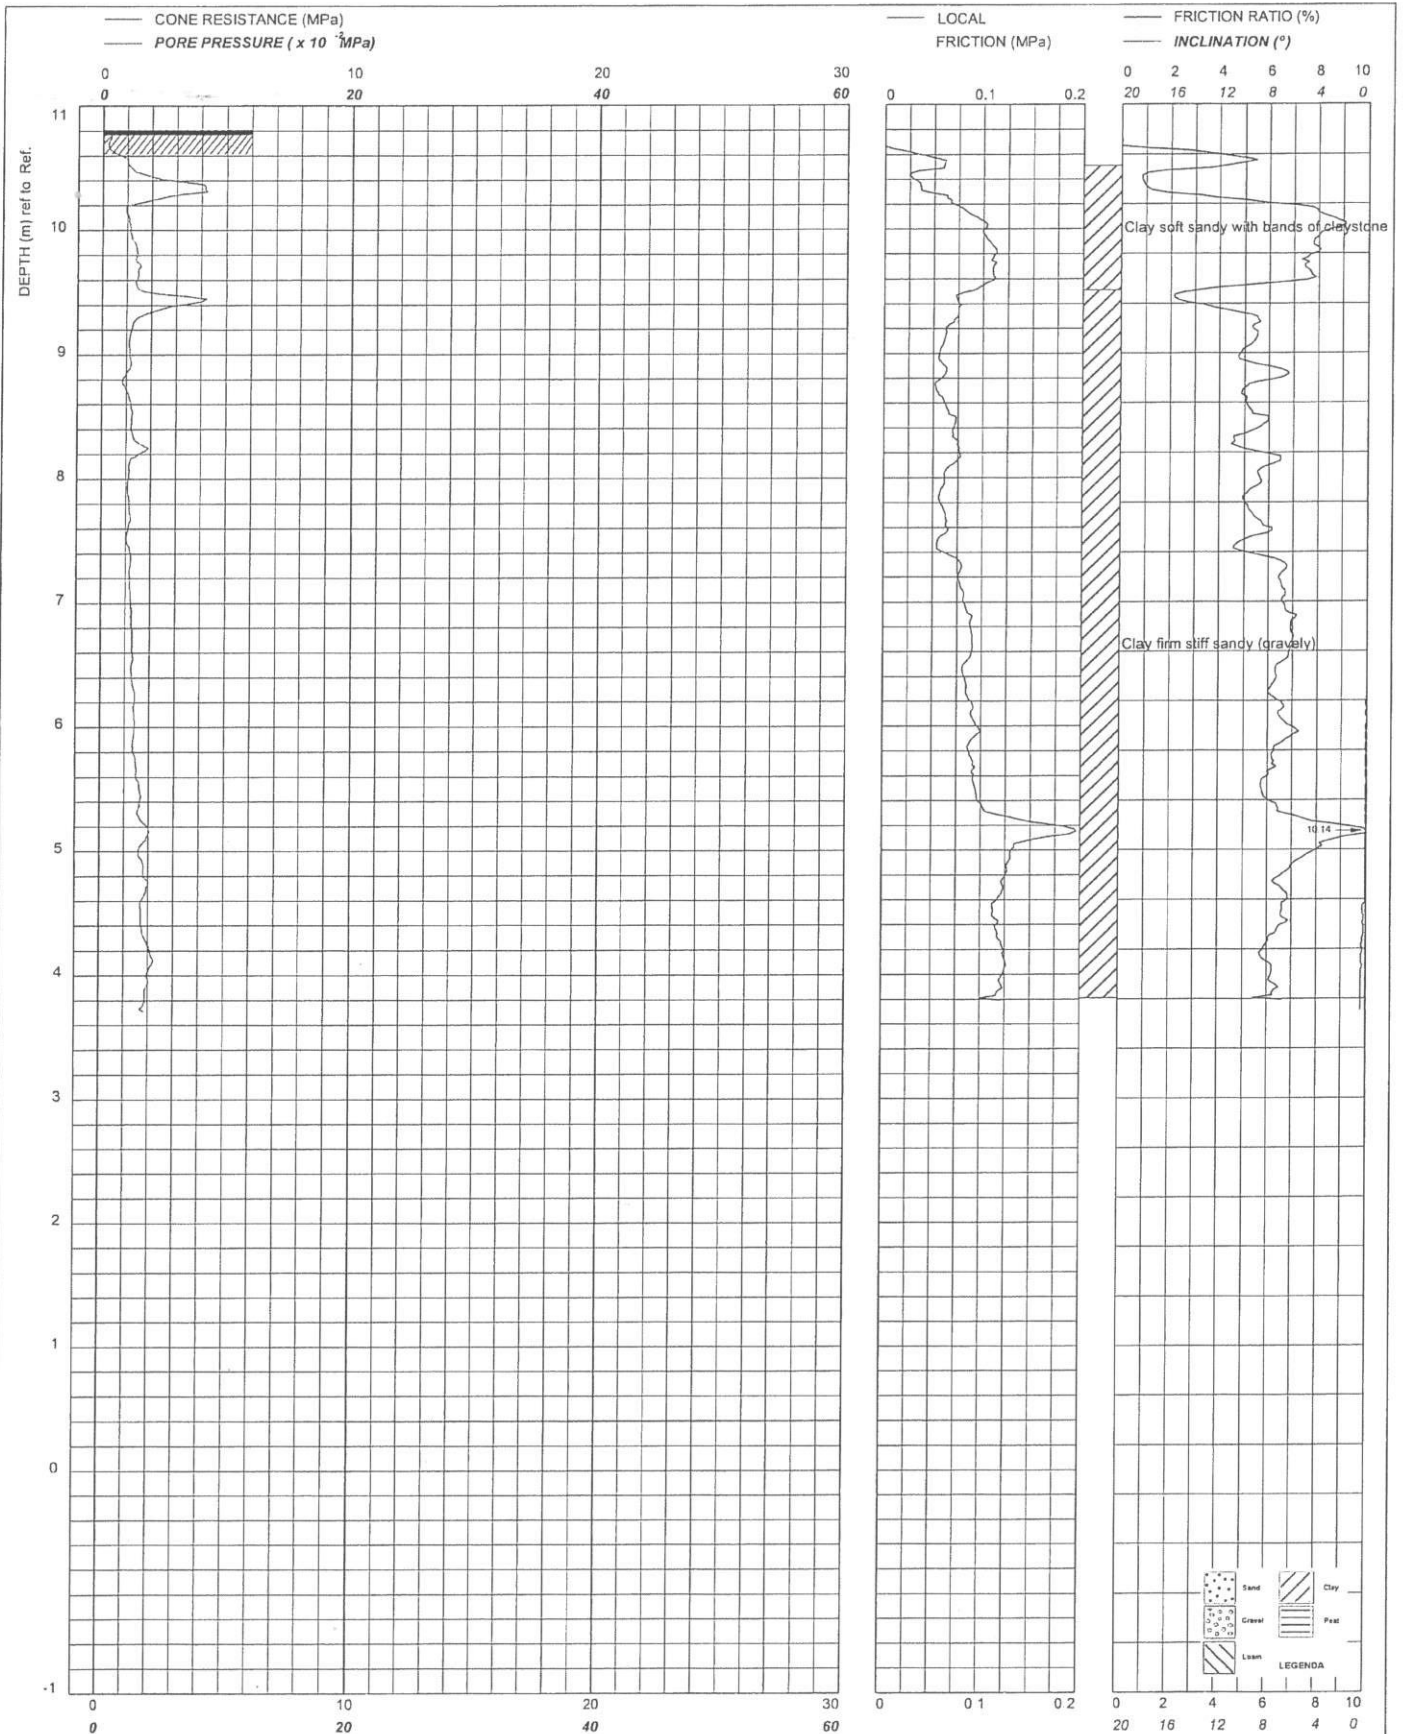 CONE RESISTANCE (MPa)
PORE PRESSURE ( x 10 -2 MPa)
LOCAL
FRICTION (MPa)
FRICTION RATIO (%)
INCLINATION (°)
0 10 20 30
0 20 40 60
0 0.1 0.2
0 2 4 6 8 10
20 16 12 8 4 0
DEPTH (m) ref to Ref.
11
10
9
8
7
6
5
4
3
2
1
0
-1
Clay soft sandy with bands of claystone
Clay firm stiff sandy (gravely)
10.14
Sand
Clay
Gravel
Peat
Loam
LEGENDA
0 10 20 30
0 20 40 60
0 0 1 0 2
0 2 4 6 8 10
20 16 12 8 4 0